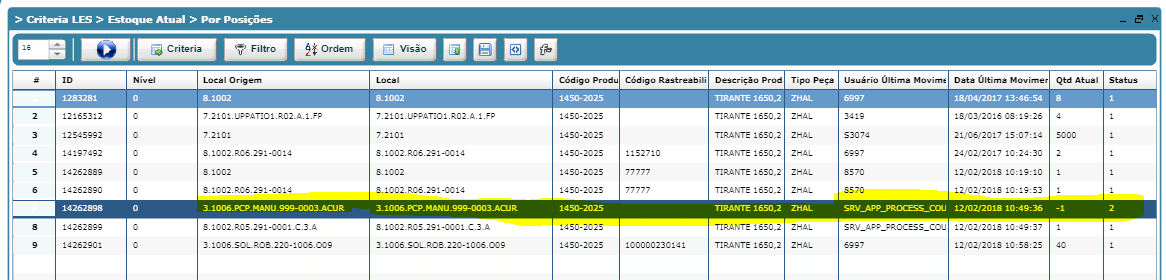 > Criteria LES > Estoque Atual > Por Posições
16 Criteria Filtro Ordem Visão
# ID Nível Local Origem Local Código Produ Código Rastreabili Descrição Prod Tipo Peça Usuário Última Movime Data Última Movimer Qtd Atual Status
1 1283281 0 8.1002 8.1002 1450-2025 TIRANTE 1650,2 ZHAL 6997 18/04/2017 13:46:54 8 1
2 12165312 0 7.2101.UPPATIO1.R02.A.1.FP 7.2101.UPPATIO1.R02.A.1.FP 1450-2025 TIRANTE 1650,2 ZHAL 3419 18/03/2016 08:19:26 4 1
3 12545992 0 7.2101 7.2101 1450-2025 TIRANTE 1650,2 ZHAL S3074 21/06/2017 15:07:14 5000 1
4 14197492 0 8.1002.R06.291-0014 8.1002.R06.291-0014 1450-2025 1152710 TIRANTE 1650,2 ZHAL 6997 24/02/2017 10:24:30 2 1
5 14262889 0 8.1002 8.1002 1450-2025 77777 TIRANTE 1650,2 ZHAL 8570 12/02/2018 10:19:10 1 1
6 14262890 0 8.1002.R06.291-0014 8.1002.R06.291-0014 1450-2025 77777 TIRANTE 1650,2 ZHAL 8570 12/02/2018 10:19:53 1 1
14262898 0 3.1006.PCP.MANU.999-0003.ACUR 3.1006.PCP.MANU.999-0003.ACUR 1450-2025 TIRANTE 1650,2 ZHAL SRV_APP_PROCESS_COU 12/02/2018 10:49:36 -1 2
8 14262899 0 8.1002.R05.291-0001.C.3.A 8.1002.R05.291-0001.C.3.A 1450-2025 TIRANTE 1650,2 ZHAL SRV_APP_PROCESS_COU 12/02/2018 10:49:37 1 1
9 14262901 0 3.1006.SOL.ROB.220-1006.O09 3.1006.SOL.ROB.220-1006.O09 1450-2025 100000230141 TIRANTE 1650,2 ZHAL 6997 12/02/2018 10:58:25 40 1